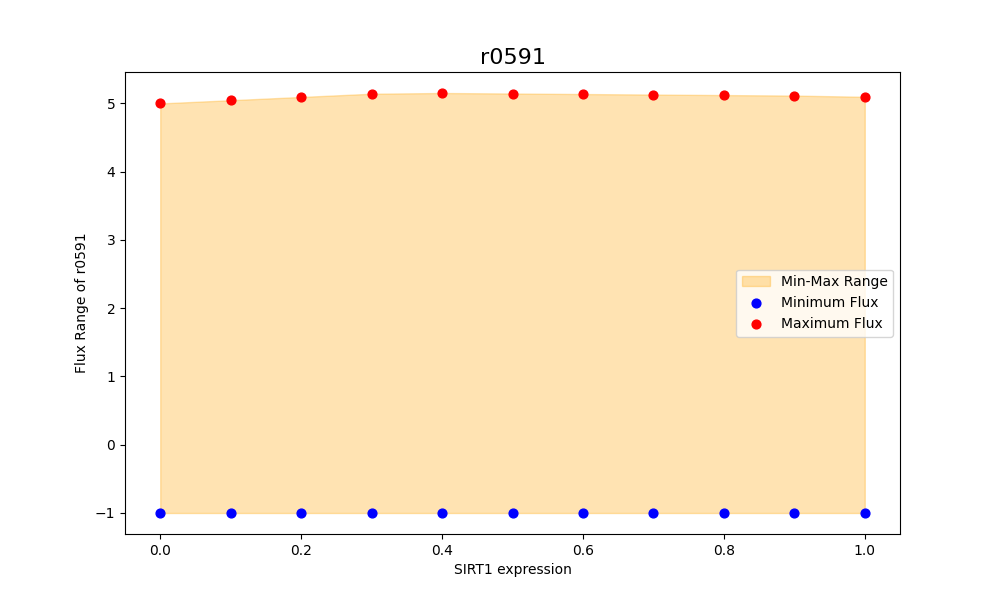 r0591
Flux Range of r0591
5
4
3
2
1
0
−1
Min-Max Range
Minimum Flux
Maximum Flux
0.0 0.2 0.4 0.6 0.8 1.0
SIRT1 expression